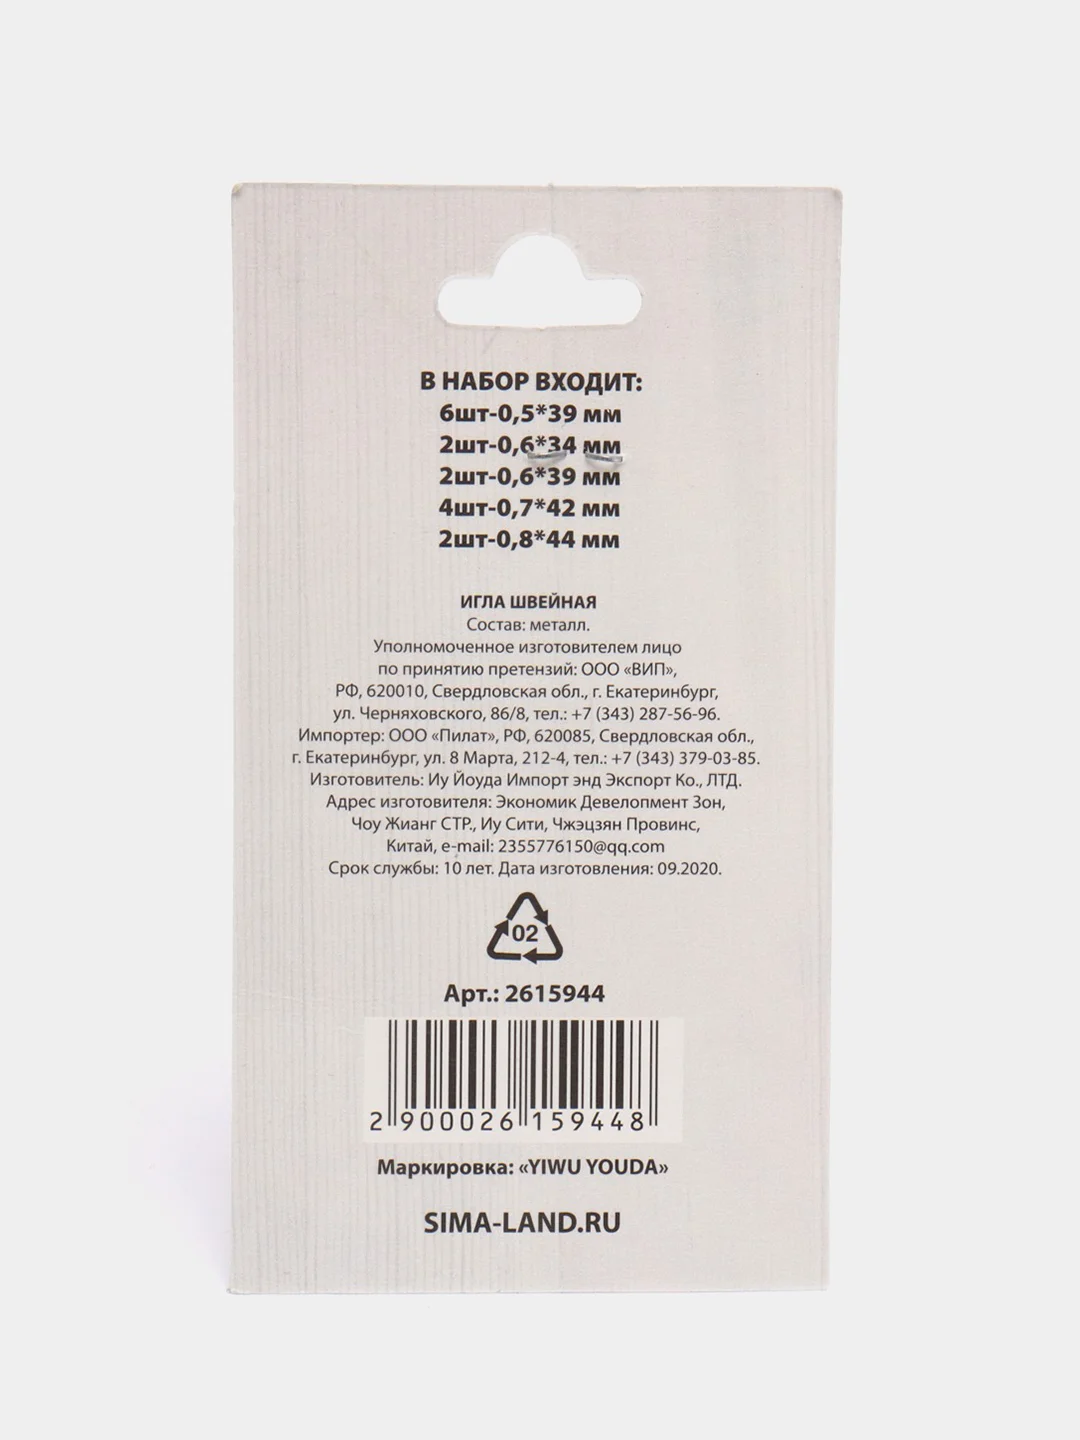 В НАБОР ВХОДИТ:
6шт-0,5*39 мм
2шт-0,6*34 мм
2шт-0,6*39 мм
4шт-0,7*42 мм
2шт-0,8*44 мм
ИГЛА ШВЕЙНАЯ
Состав: металл.
Уполномоченное изготовителем лицо
по принятию претензий: ООО «ВИП»,
РФ, 620010, Свердловская обл., г. Екатеринбург,
ул. Черняховского, 86/8, тел.: +7 (343) 287-56-96.
Импортер: ООО «Пилат», РФ, 620085, Свердловская обл.,
г. Екатеринбург, ул. 8 Марта, 212-4, тел.: +7 (343) 379-03-85.
Изготовитель: Иу Йоуда Импорт энд Экспорт Ко., ЛТД.
Адрес изготовителя: Экономик Девелопмент Зон,
Чоу Жианг СТР., Иу Сити, Чжэцзян Провинс,
Китай, e-mail: 2355776150@qq.com
Срок службы: 10 лет. Дата изготовления: 09.2020.
02
Арт.: 2615944
2 900026 159448
Маркировка: «YIWU YOUDA»
SIMA-LAND.RU